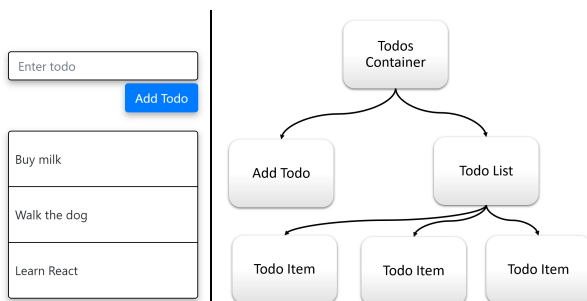 Enter todo
Add Todo
Buy milk
Walk the dog
Learn React
Todos
Container
Add Todo
Todo List
Todo Item
Todo Item
Todo Item